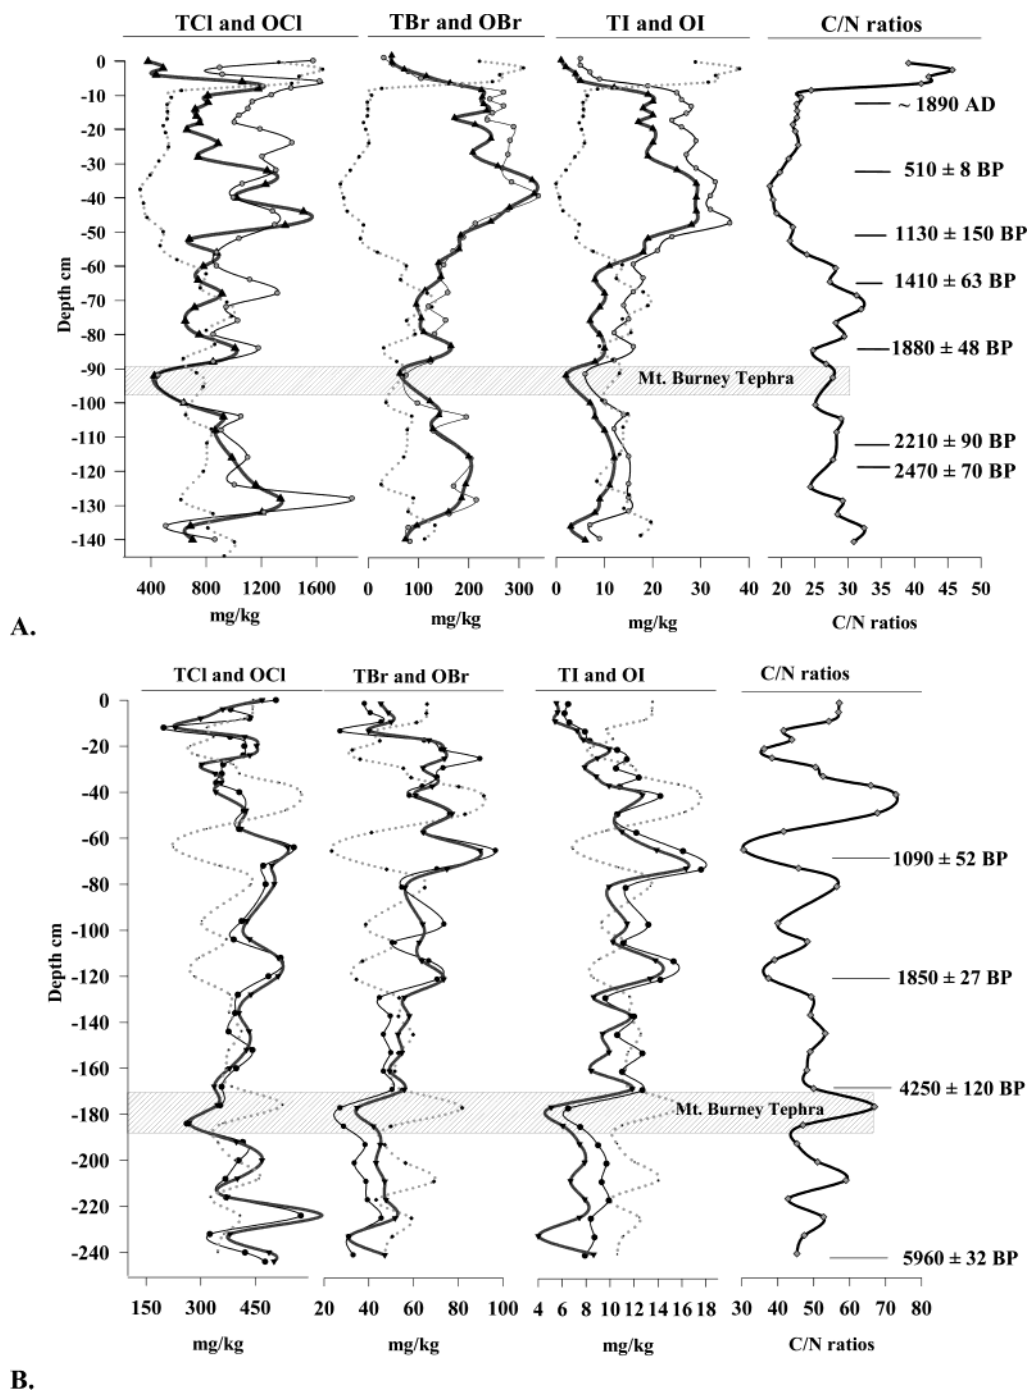 TCl and OCl TBr and OBr TI and OI C/N ratios
0
-10
-20
-30
-40
-50
-60
-70
-80
-90
-100
-110
-120
-130
-140
Depth cm
~ 1890 AD
510 ± 8 BP
1130 ± 150 BP
1410 ± 63 BP
1880 ± 48 BP
Mt. Burney Tephra
2210 ± 90 BP
2470 ± 70 BP
400 800 1200 1600 0 100 200 300 0 10 20 30 40 20 25 30 35 40 45 50
mg/kg mg/kg mg/kg C/N ratios
A.
TCl and OCl TBr and OBr TI and OI C/N ratios
0
-20
-40
-60
-80
-100
-120
-140
-160
-180
-200
-220
-240
Depth cm
1090 ± 52 BP
1850 ± 27 BP
4250 ± 120 BP
Mt. Burney Tephra
5960 ± 32 BP
150 300 450 20 40 60 80 100 4 6 8 10 12 14 16 18 30 40 50 60 70 80
mg/kg mg/kg mg/kg C/N ratios
B.